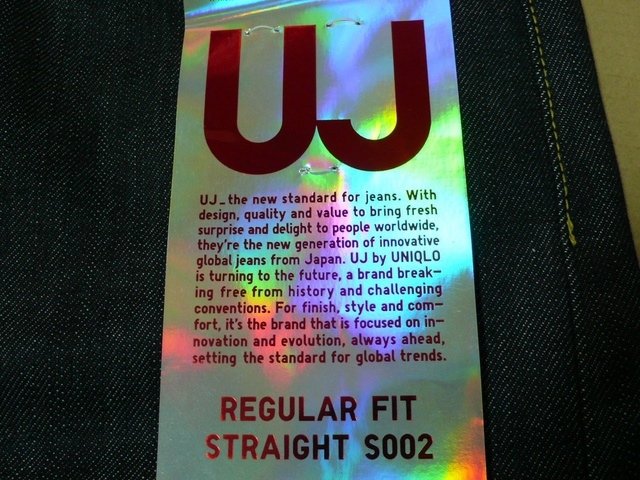 UJ
UJ_the new standard for jeans. With
design, quality and value to bring fresh
surprise and delight to people worldwide,
they're the new generation of innovative
global jeans from Japan. UJ by UNIQLO
is turning to the future, a brand break-
ing free from history and challenging
conventions. For finish, style and com-
fort, it's the brand that is focused on in-
novation and evolution, always ahead,
setting the standard for global trends.
REGULAR FIT
STRAIGHT S002